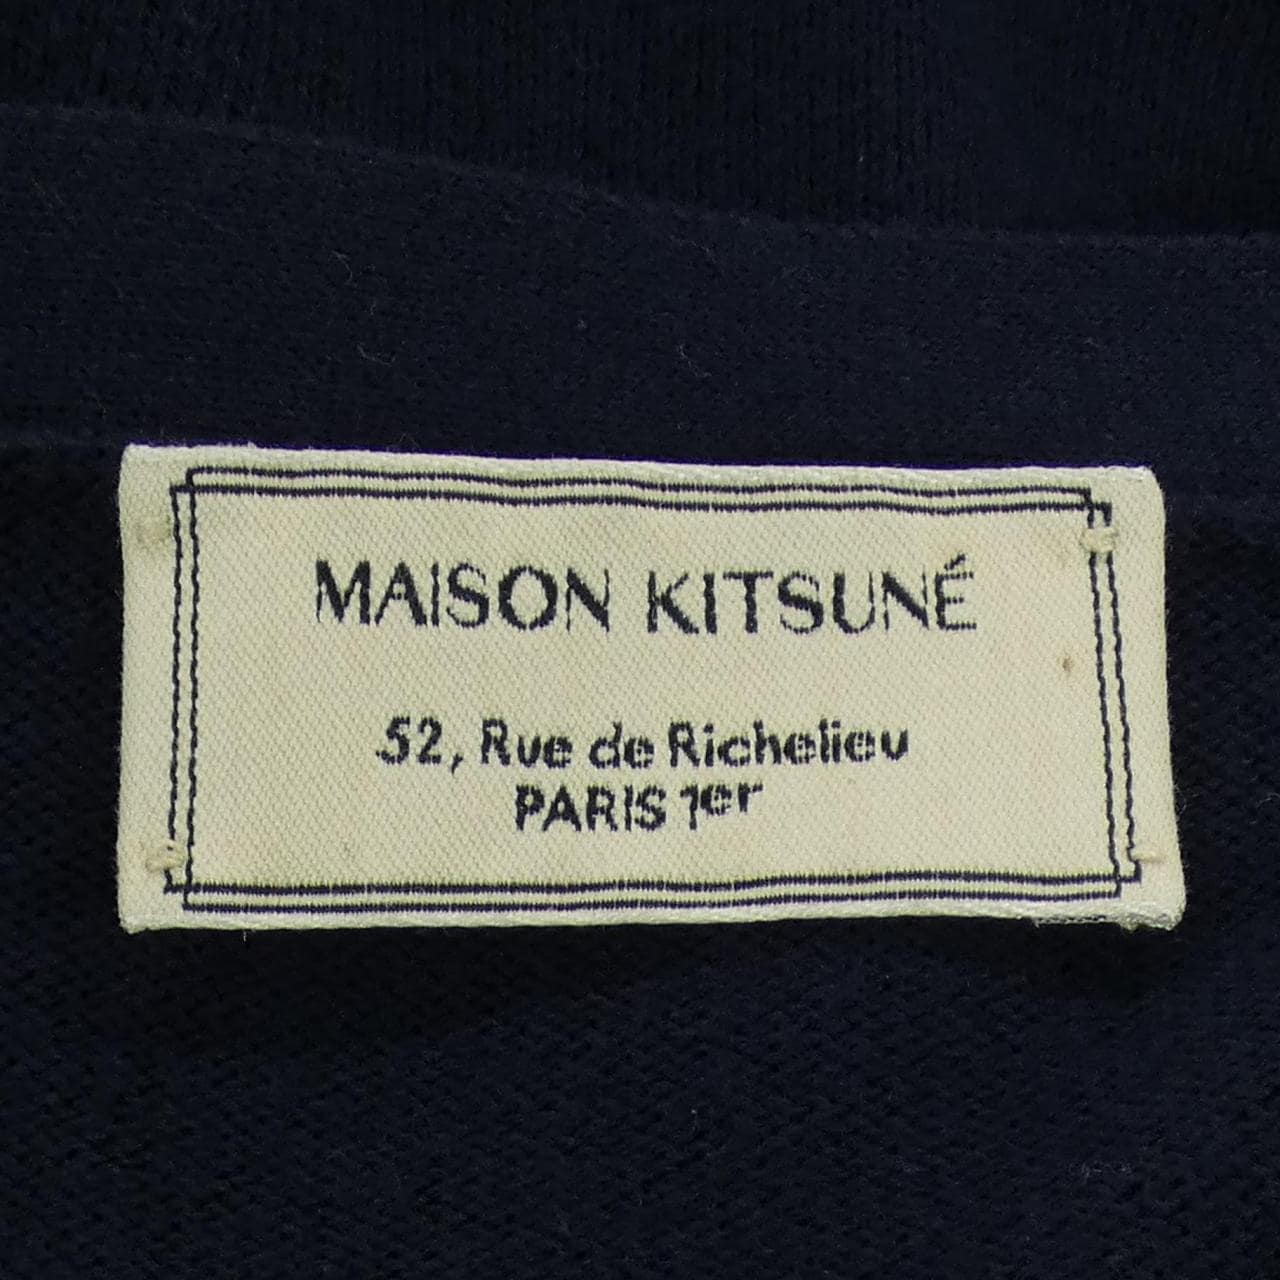 MAISON KITSUNÉ
52, Rue de Richelieu
PARIS 1er